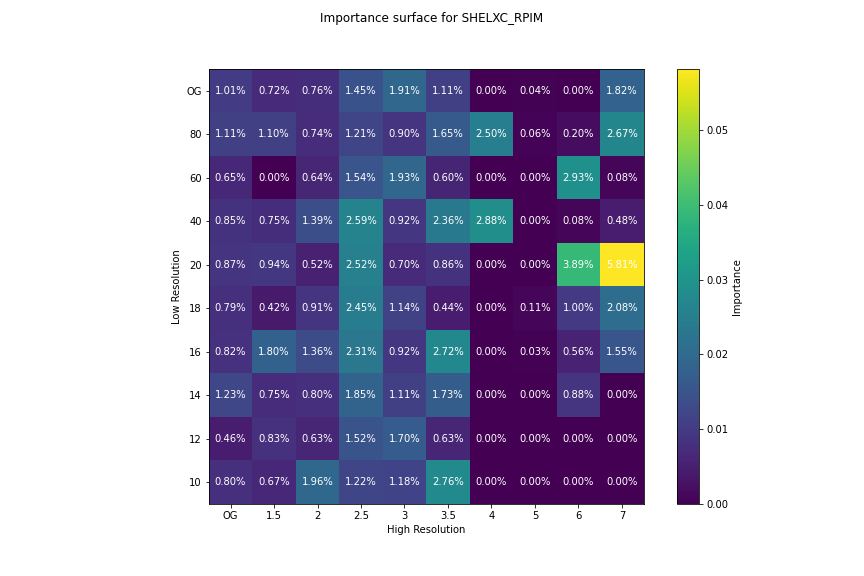 Importance surface for SHELXC_RPIM
OG 1.01% 0.72% 0.76% 1.45% 1.91% 1.11% 0.00% 0.04% 0.00% 1.82%
80 1.11% 1.10% 0.74% 1.21% 0.90% 1.65% 2.50% 0.06% 0.20% 2.67%
60 0.65% 0.00% 0.64% 1.54% 1.93% 0.60% 0.00% 0.00% 2.93% 0.08%
40 0.85% 0.75% 1.39% 2.59% 0.92% 2.36% 2.88% 0.00% 0.08% 0.48%
20 0.87% 0.94% 0.52% 2.52% 0.70% 0.86% 0.00% 0.00% 3.89% 5.81%
18 0.79% 0.42% 0.91% 2.45% 1.14% 0.44% 0.00% 0.11% 1.00% 2.08%
16 0.82% 1.80% 1.36% 2.31% 0.92% 2.72% 0.00% 0.03% 0.56% 1.55%
14 1.23% 0.75% 0.80% 1.85% 1.11% 1.73% 0.00% 0.00% 0.88% 0.00%
12 0.46% 0.83% 0.63% 1.52% 1.70% 0.63% 0.00% 0.00% 0.00% 0.00%
10 0.80% 0.67% 1.96% 1.22% 1.18% 2.76% 0.00% 0.00% 0.00% 0.00%
OG 1.5 2 2.5 3 3.5 4 5 6 7
High Resolution
Low Resolution
0.05
0.04
0.03
0.02
0.01
0.00
Importance